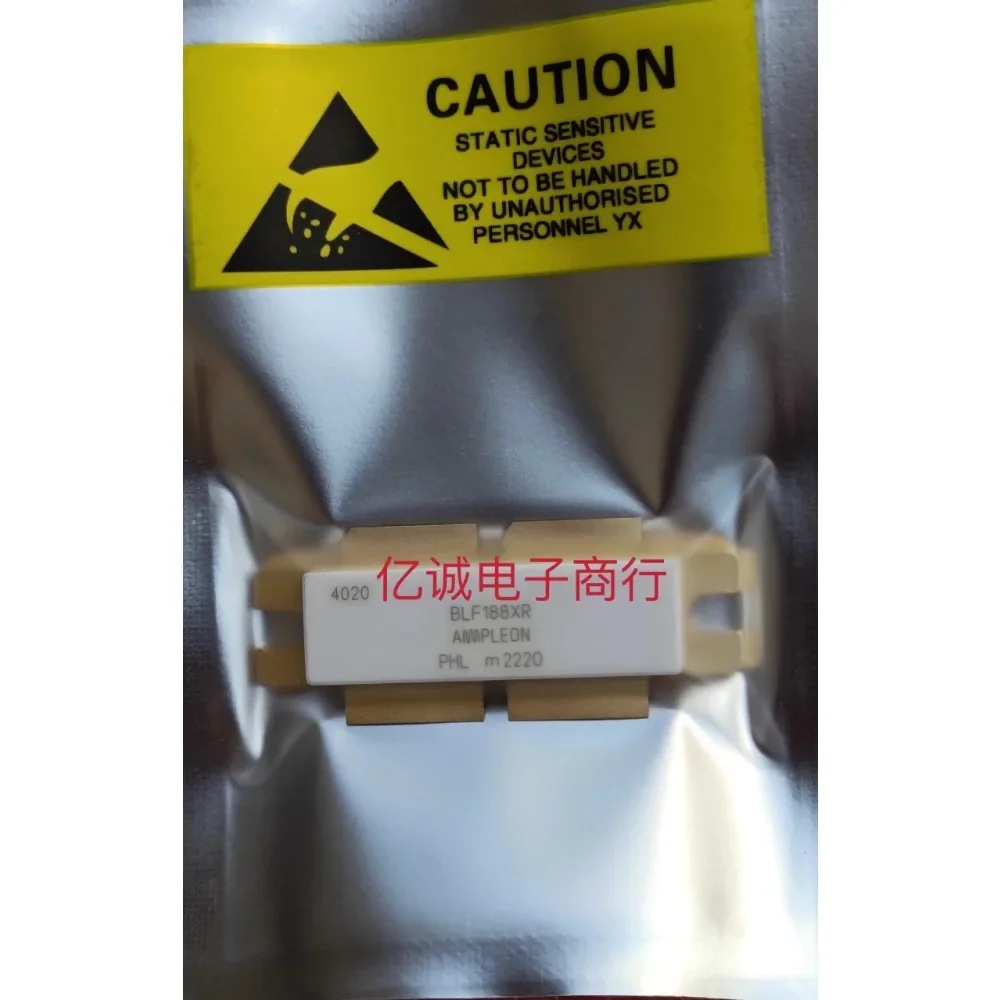 CAUTION
STATIC SENSITIVE
DEVICES
NOT TO BE HANDLED
BY UNAUTHORISED
PERSONNEL YX
亿诚电子商行
4020
BLF188XR
AMPLEON
PHL m2220